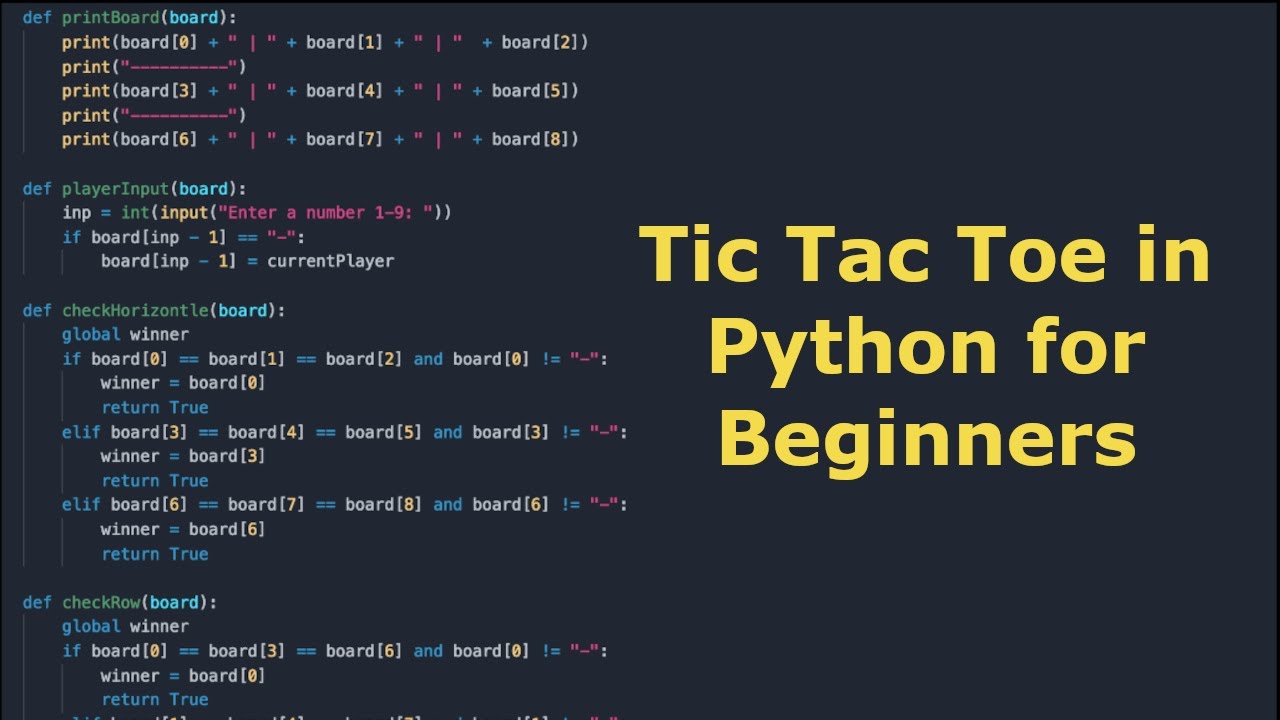 def printBoard(board):
    print(board[0] + " | " + board[1] + " | "  + board[2])
    print("----------")
    print(board[3] + " | " + board[4] + " | " + board[5])
    print("----------")
    print(board[6] + " | " + board[7] + " | " + board[8])
def playerInput(board):
    inp = int(input("Enter a number 1-9: "))
    if board[inp - 1] == "-":
        board[inp - 1] = currentPlayer
def checkHorizontle(board):
    global winner
    if board[0] == board[1] == board[2] and board[0] != "-":
        winner = board[0]
        return True
    elif board[3] == board[4] == board[5] and board[3] != "-":
        winner = board[3]
        return True
    elif board[6] == board[7] == board[8] and board[6] != "-":
        winner = board[6]
        return True
def checkRow(board):
    global winner
    if board[0] == board[3] == board[6] and board[0] != "-":
        winner = board[0]
        return True
Tic Tac Toe in
Python for
Beginners